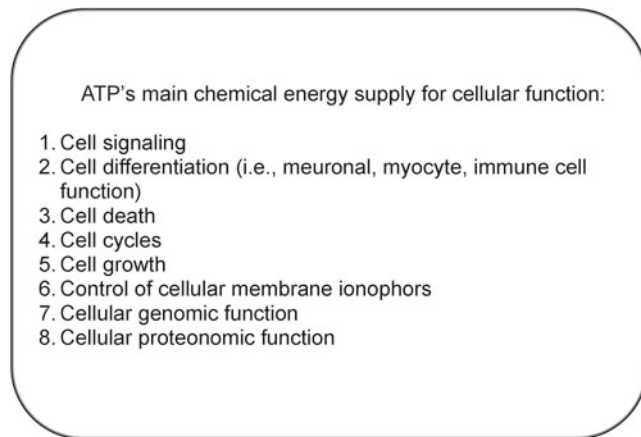 ATP's main chemical energy supply for cellular function:
1. Cell signaling
2. Cell differentiation (i.e., meuronal, myocyte, immune cell
function)
3. Cell death
4. Cell cycles
5. Cell growth
6. Control of cellular membrane ionophors
7. Cellular genomic function
8. Cellular proteonomic function